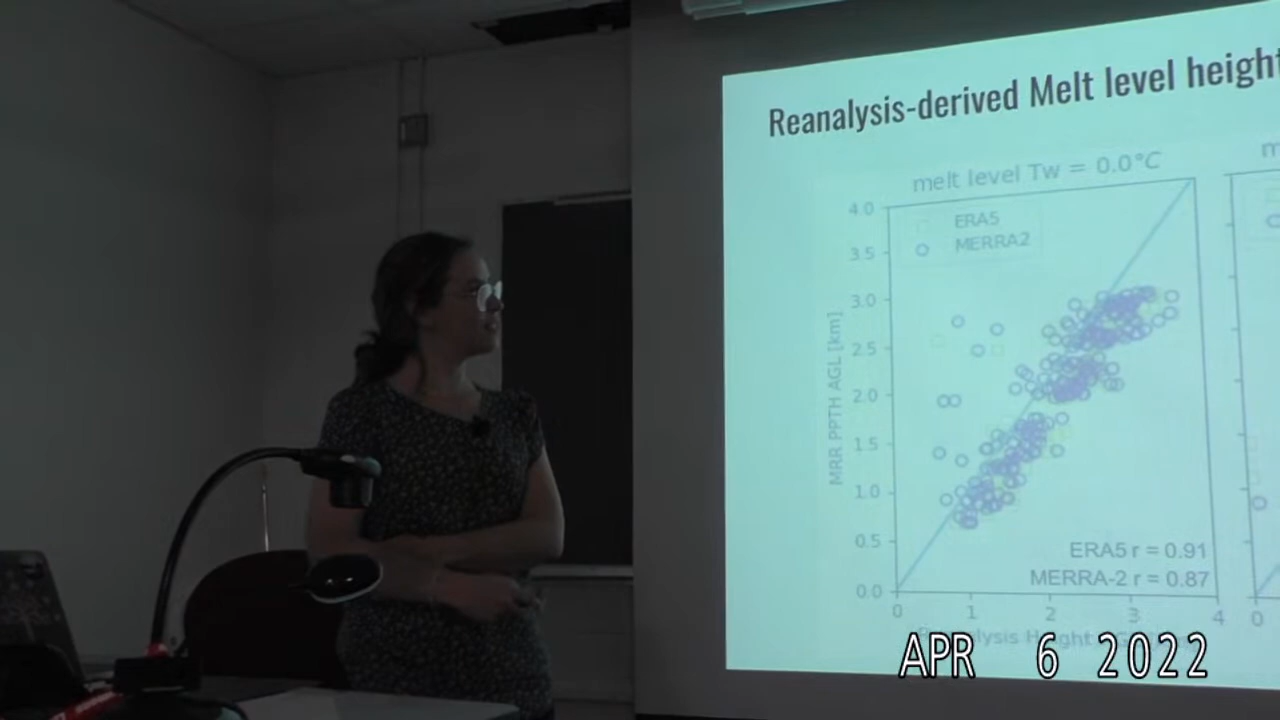 Reanalysis-derived Melt level height
melt level Tw = 0.0°C
ERA5
MERRA2
4.0
3.5
3.0
2.5
2.0
1.5
1.0
0.5
0.0
MRR PPTH AGL [km]
ERA5 r = 0.91
MERRA-2 r = 0.87
0 1 2 3 4 0
APR 6 2022